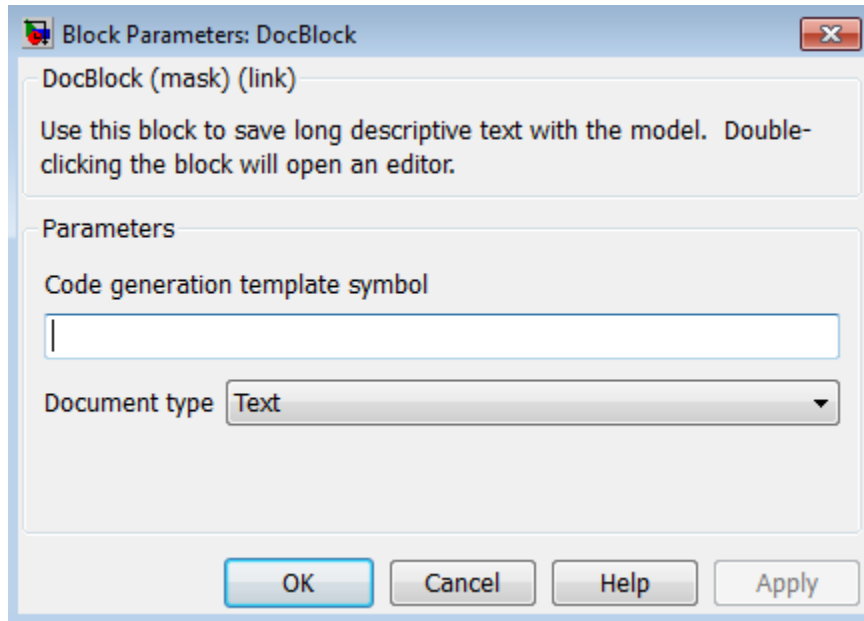 Block Parameters: DocBlock
DocBlock (mask) (link)
Use this block to save long descriptive text with the model.  Double-
clicking the block will open an editor.
Parameters
Code generation template symbol
Document type Text
OK Cancel Help Apply